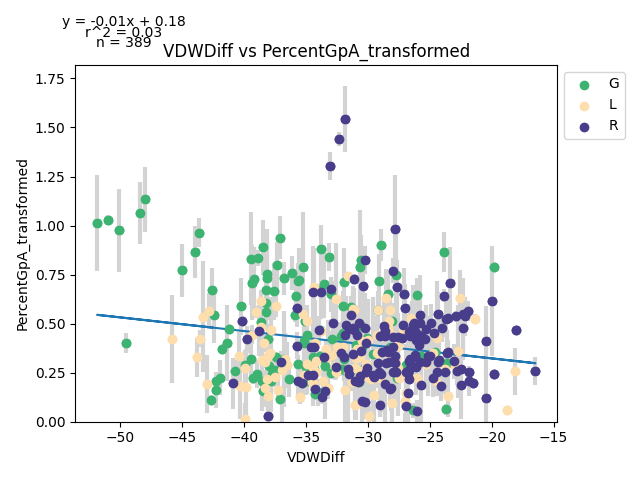 y = -0.01x + 0.18
r^2 = 0.03
n = 389
VDWDiff vs PercentGpA_transformed
G
L
R
PercentGpA_transformed
1.75
1.50
1.25
1.00
0.75
0.50
0.25
0.00
−50 −45 −40 −35 −30 −25 −20 −15
VDWDiff